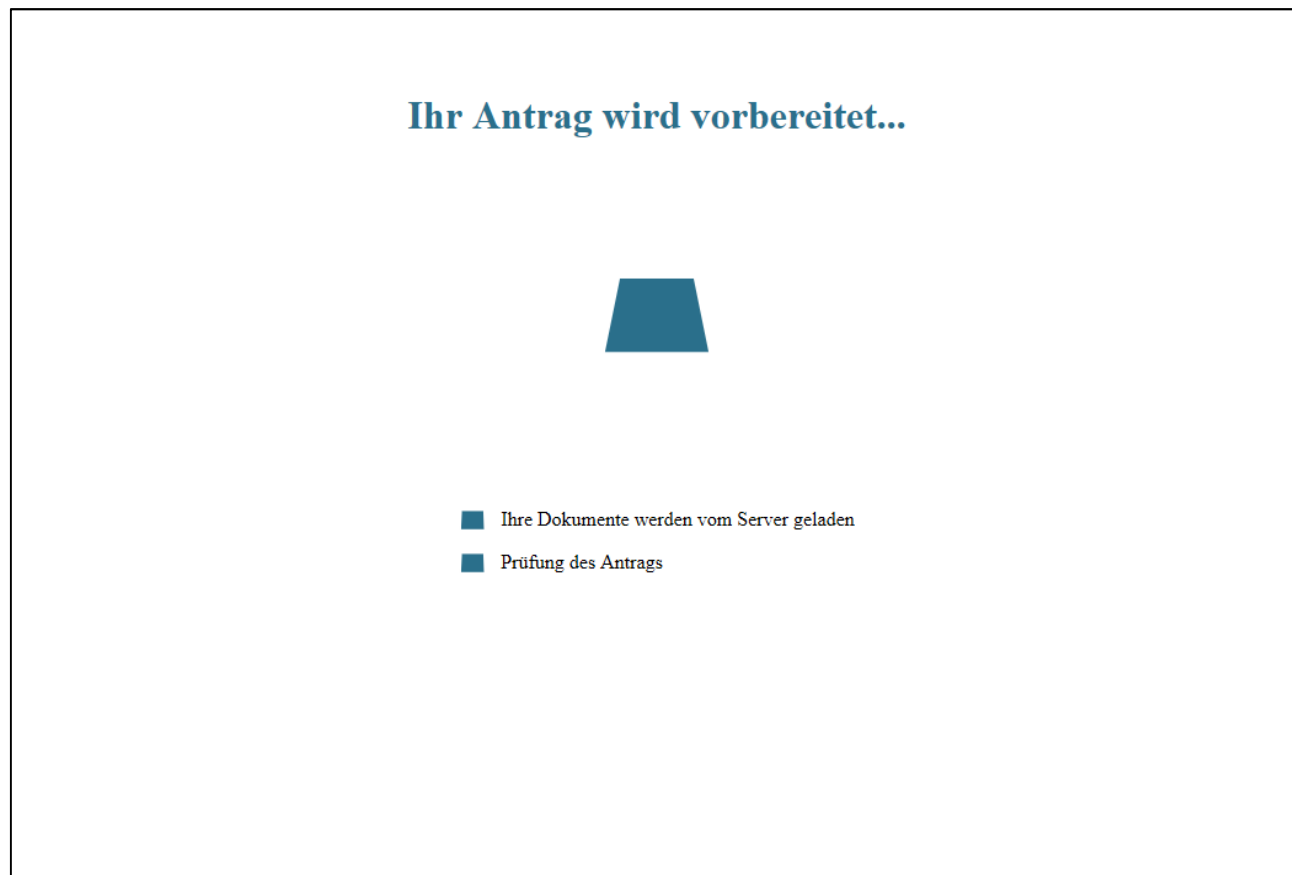 Ihr Antrag wird vorbereitet...
Ihre Dokumente werden vom Server geladen
Prüfung des Antrags